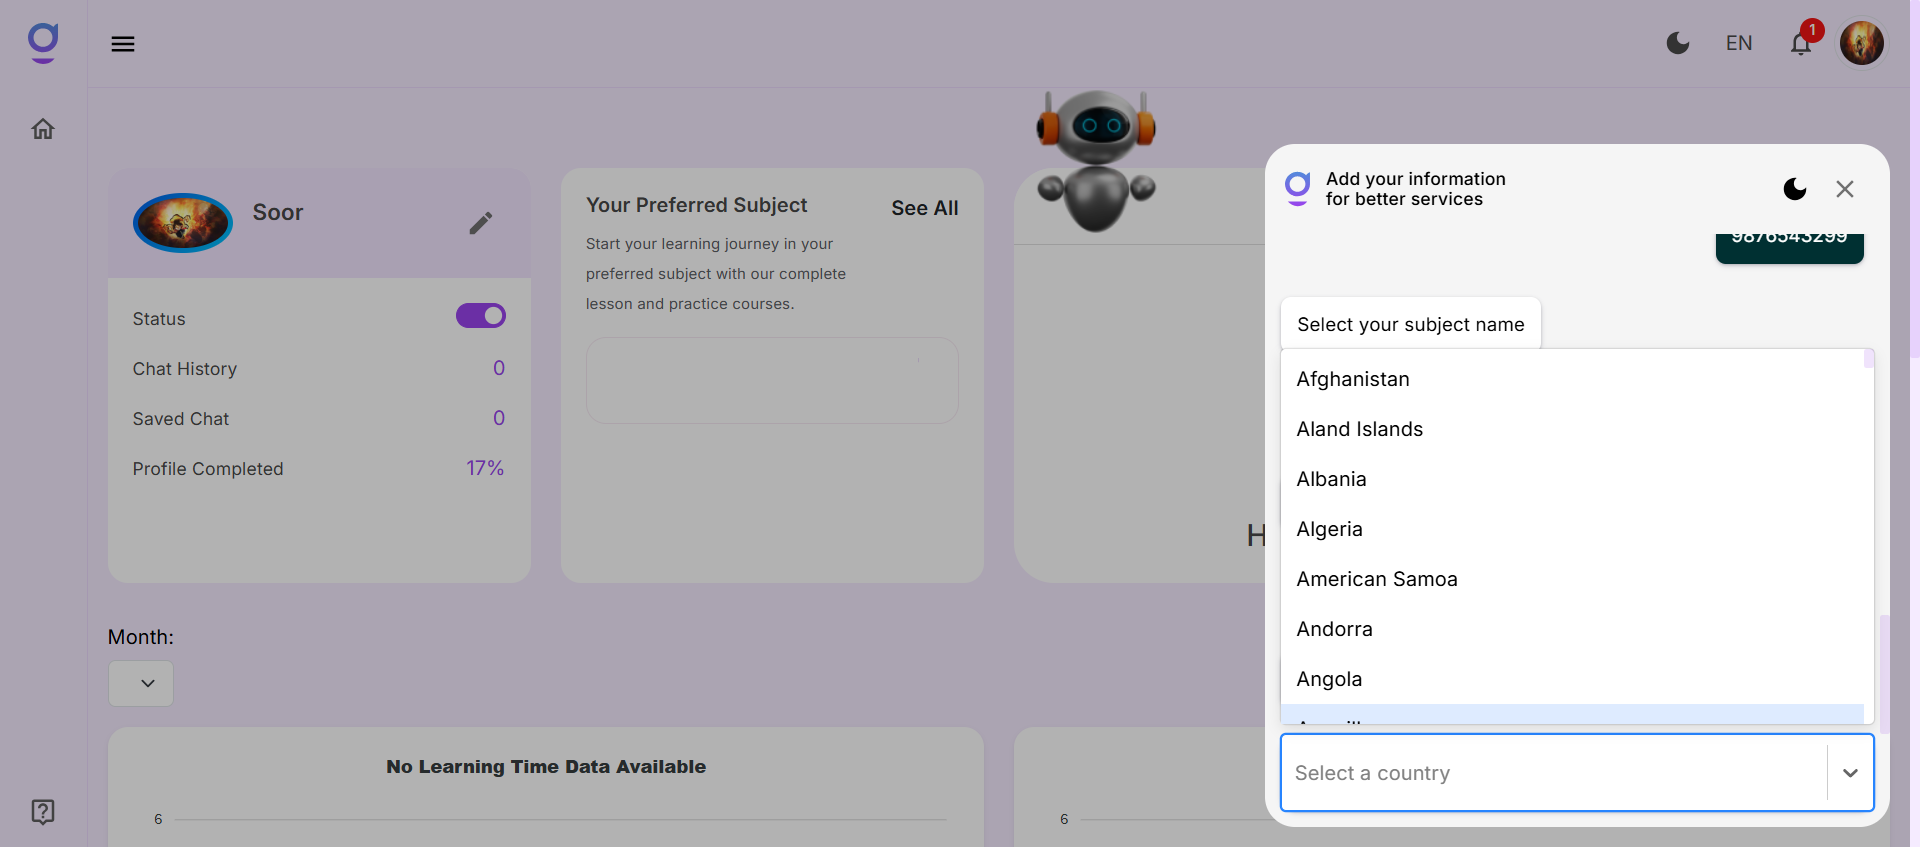 EN
1
Soor
Status
Chat History
0
Saved Chat
0
Profile Completed
17%
Your Preferred Subject
See All
Start your learning journey in your
preferred subject with our complete
lesson and practice courses.
H
Month:
No Learning Time Data Available
6
6
Add your information
for better services
9876543299
Select your subject name
Afghanistan
Aland Islands
Albania
Algeria
American Samoa
Andorra
Angola
Select a country